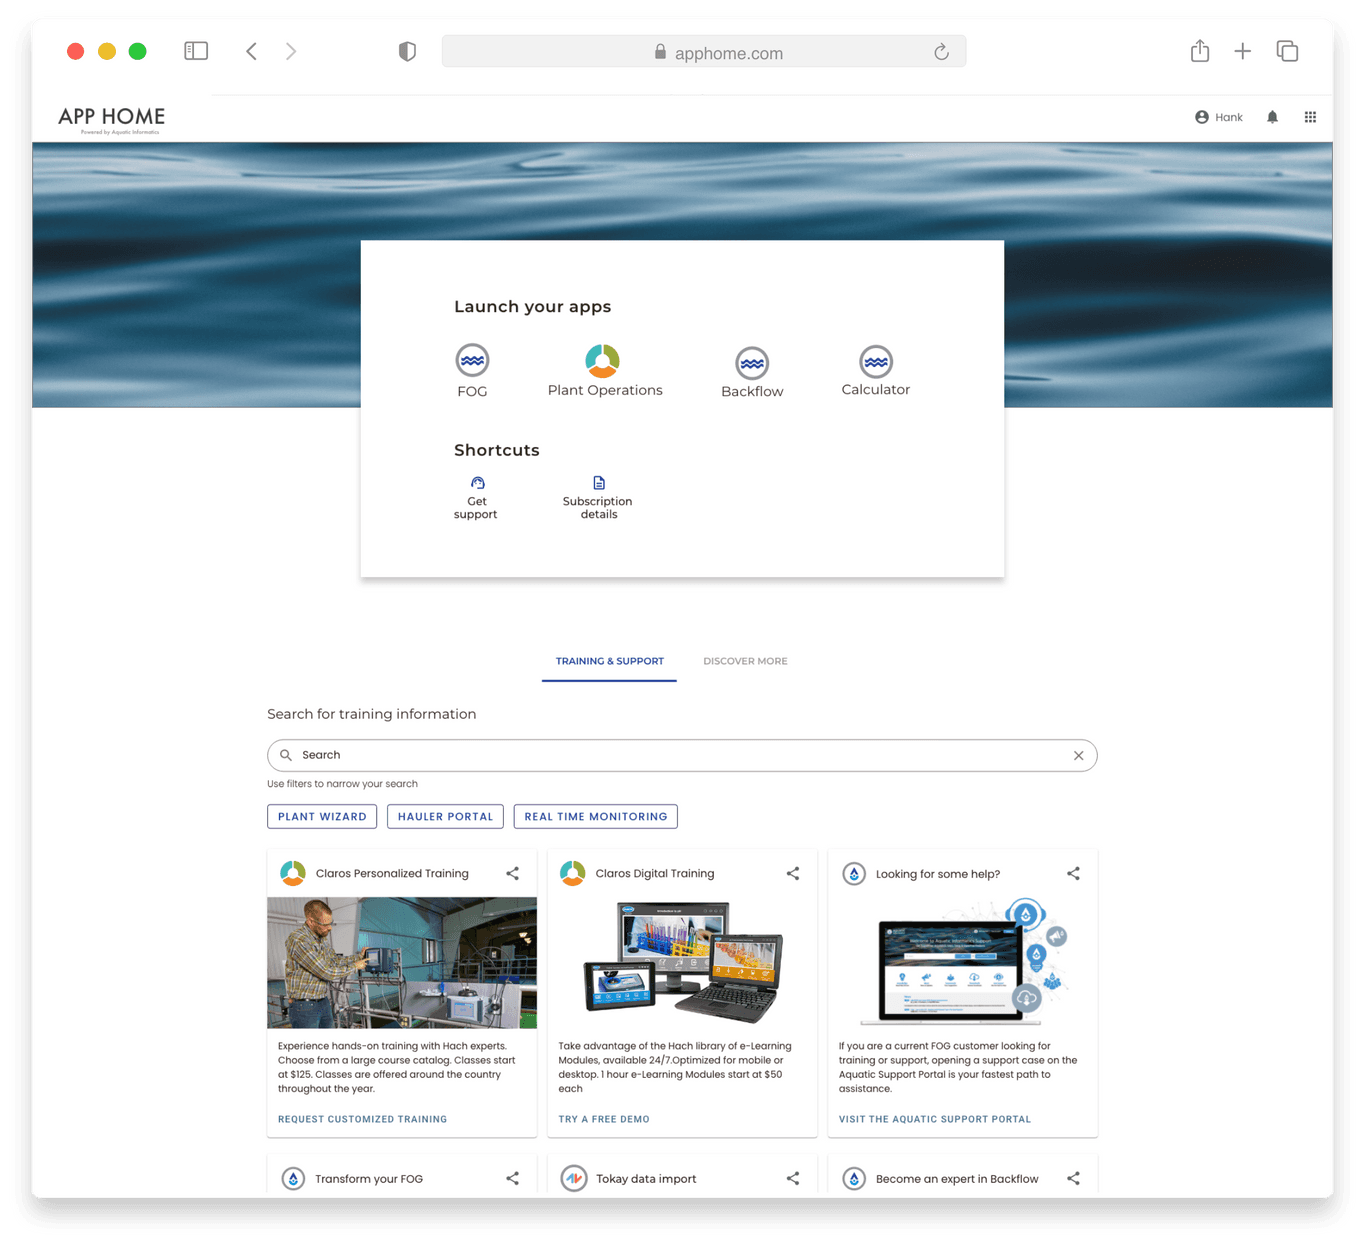 apphome.com
APP HOME
Powered by Aquatic Informatics
Hank
Launch your apps
FOG
Plant Operations
Backflow
Calculator
Shortcuts
Get
support
Subscription
details
TRAINING & SUPPORT
DISCOVER MORE
Search for training information
Search
Use filters to narrow your search
PLANT WIZARD
HAULER PORTAL
REAL TIME MONITORING
Claros Personalized Training
Experience hands-on training with Hach experts.
Choose from a large course catalog. Classes start
at $125. Classes are offered around the country
throughout the year.
REQUEST CUSTOMIZED TRAINING
Claros Digital Training
Take advantage of the Hach library of e-Learning
Modules, available 24/7.Optimized for mobile or
desktop. 1 hour e-Learning Modules start at $50
each
TRY A FREE DEMO
Looking for some help?
If you are a current FOG customer looking for
training or support, opening a support case on the
Aquatic Support Portal is your fastest path to
assistance.
VISIT THE AQUATIC SUPPORT PORTAL
Transform your FOG
Tokay data import
Become an expert in Backflow